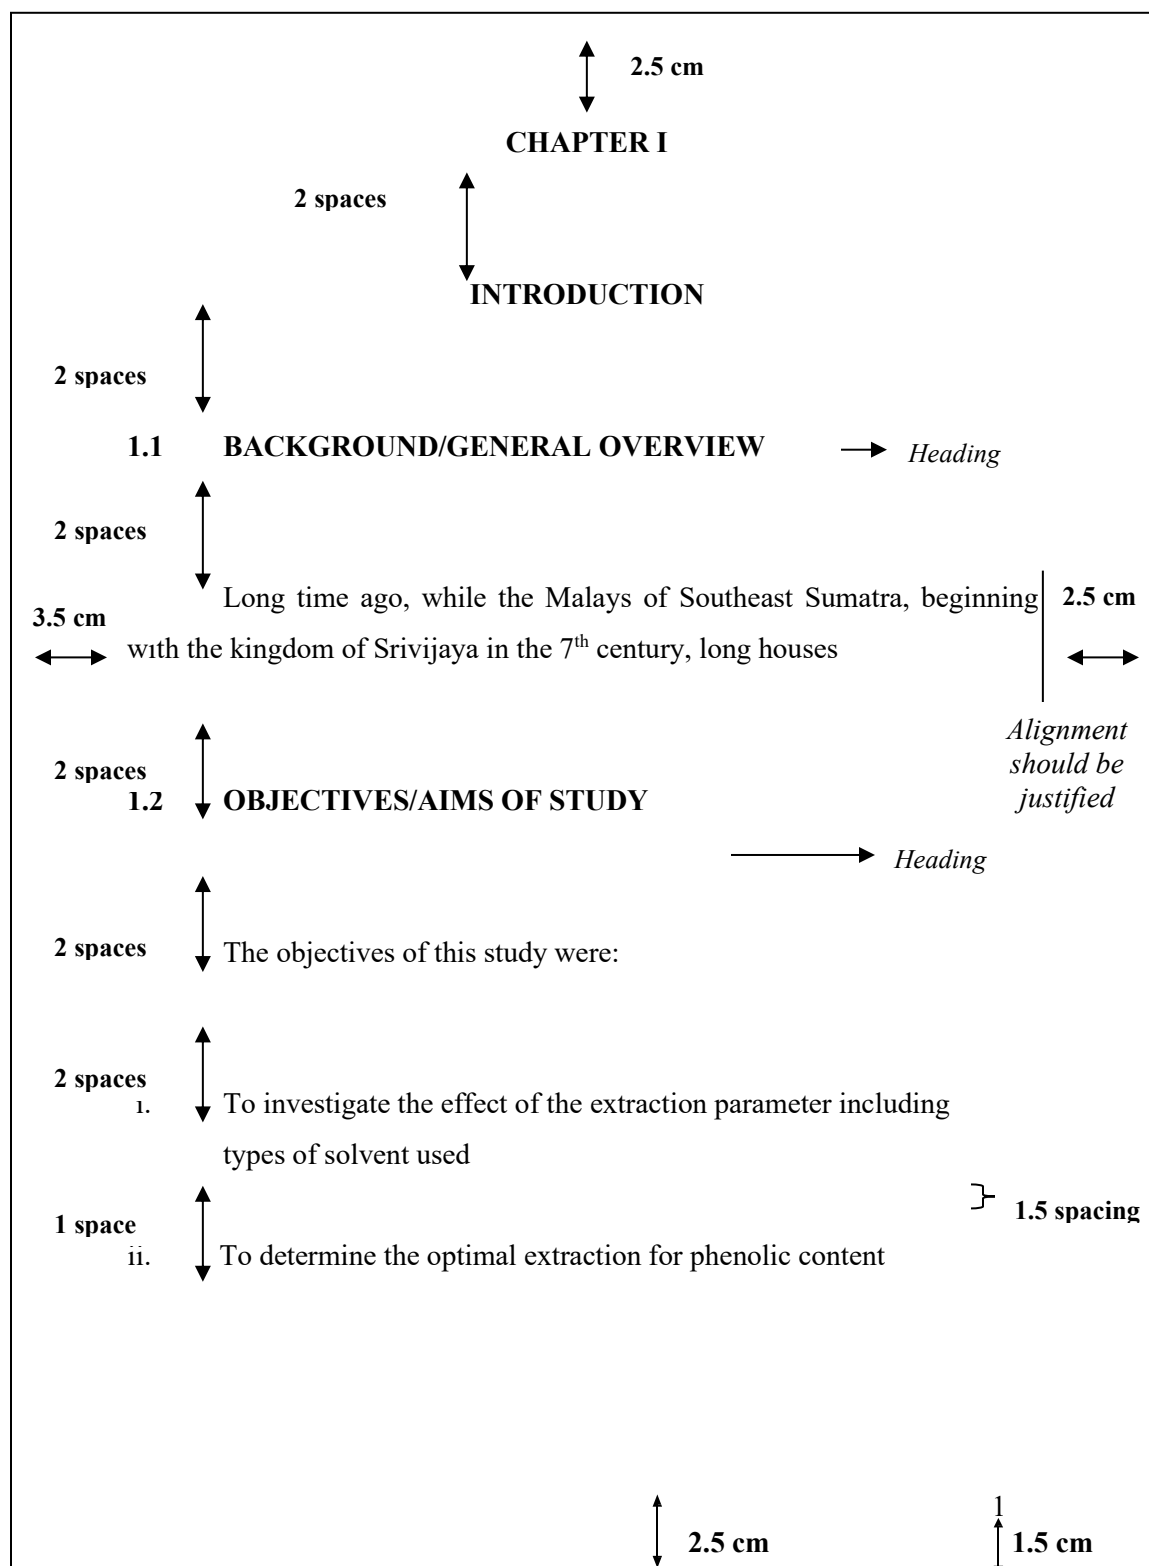 2.5 cm
CHAPTER I
2 spaces
INTRODUCTION
2 spaces
1.1 BACKGROUND/GENERAL OVERVIEW Heading
2 spaces
Long time ago, while the Malays of Southeast Sumatra, beginning 2.5 cm
3.5 cm
with the kingdom of Srivijaya in the 7th century, long houses
Alignment
should be
justified
2 spaces
1.2 OBJECTIVES/AIMS OF STUDY
Heading
2 spaces
The objectives of this study were:
2 spaces
i. To investigate the effect of the extraction parameter including
types of solvent used
1 space
1.5 spacing
ii. To determine the optimal extraction for phenolic content
1
2.5 cm
1.5 cm